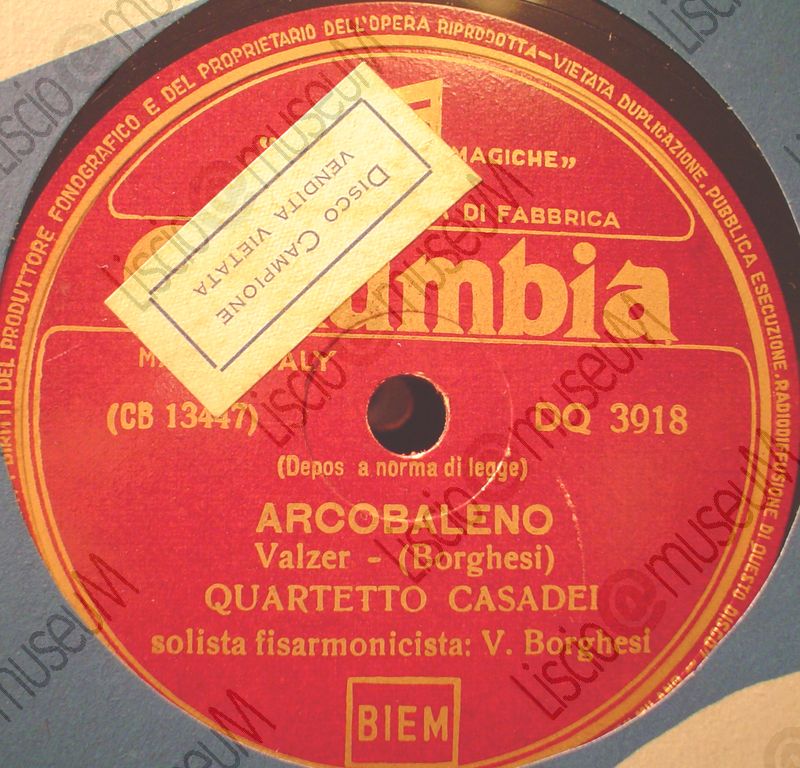 DIRITTI DEL PRODUTTORE FONOGRAFICO E DEL PROPRIETARIO DELL'OPERA RIPRODOTTA - VIETATA DUPLICAZIONE, PUBBLICA ESECUZIONE, RADIODIFFUSIONE DI QUESTO DISCO
MAGICHE"
DI FABBRICA
DISCO CAMPIONE
VENDITA VIETATA
umbia
ALY
(CB 13447)
DQ 3918
(Depos a norma di legge)
ARCOBALENO
Valzer - (Borghesi)
QUARTETTO CASADEI
solista fisarmonicista: V. Borghesi
BIEM
Liscio@museuM